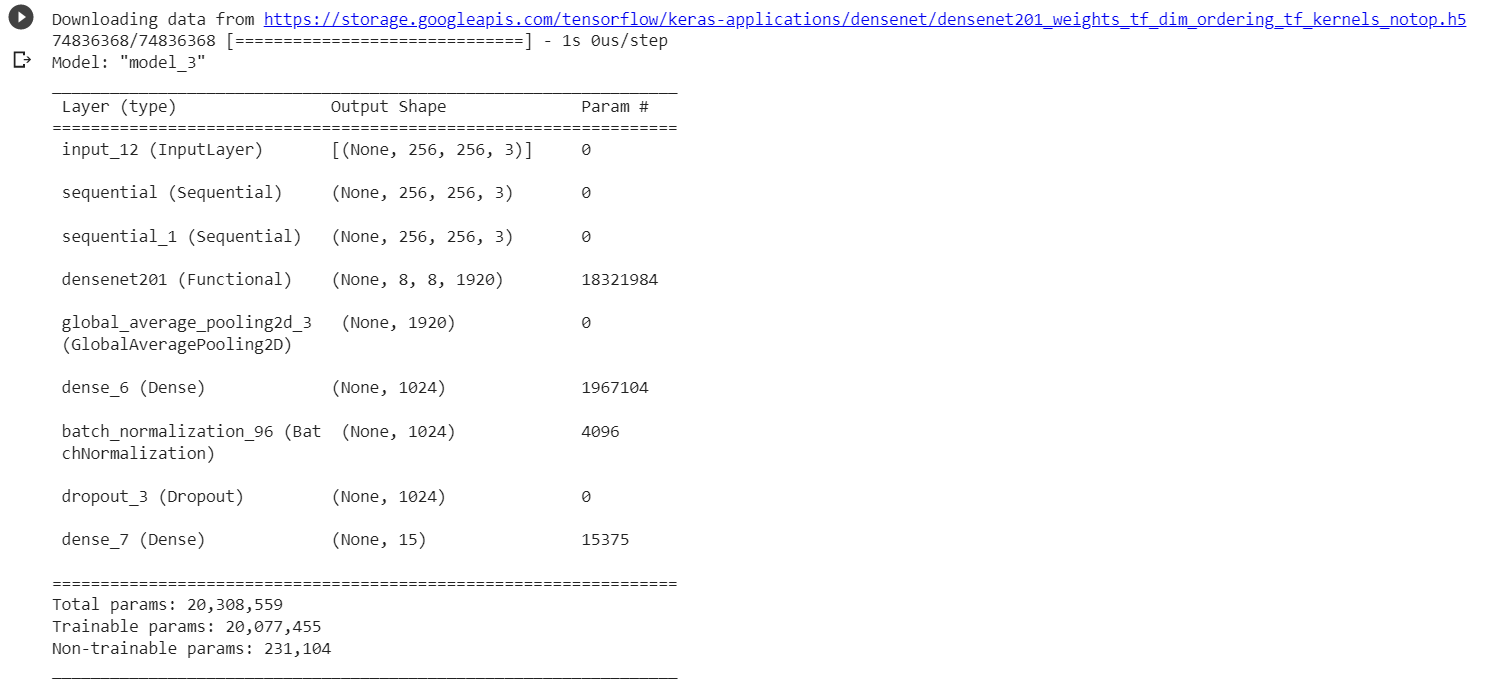 Downloading data from https://storage.googleapis.com/tensorflow/keras-applications/densenet/densenet201_weights_tf_dim_ordering_tf_kernels_notop.h5
74836368/74836368 [==============================] - 1s 0us/step
Model: "model_3"
_________________________________________________________________
 Layer (type)                Output Shape              Param #
=================================================================
 input_12 (InputLayer)       [(None, 256, 256, 3)]     0
 sequential (Sequential)     (None, 256, 256, 3)       0
 sequential_1 (Sequential)   (None, 256, 256, 3)       0
 densenet201 (Functional)    (None, 8, 8, 1920)        18321984
 global_average_pooling2d_3   (None, 1920)             0
 (GlobalAveragePooling2D)
 dense_6 (Dense)             (None, 1024)              1967104
 batch_normalization_96 (Bat  (None, 1024)             4096
 chNormalization)
 dropout_3 (Dropout)         (None, 1024)              0
 dense_7 (Dense)             (None, 15)                15375
=================================================================
Total params: 20,308,559
Trainable params: 20,077,455
Non-trainable params: 231,104
_________________________________________________________________